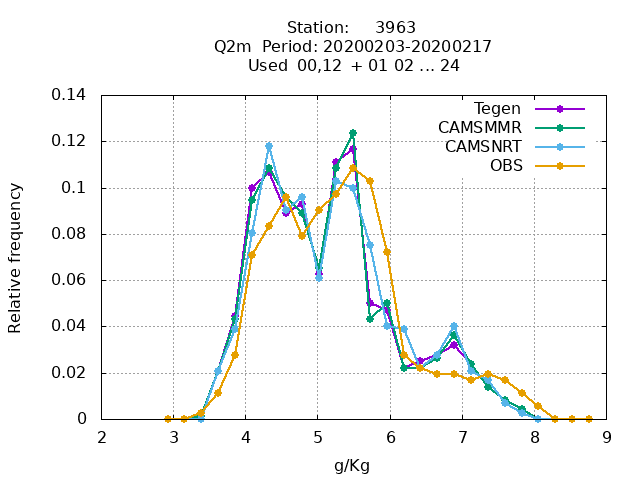 Station:     3963
Q2m  Period: 20200203-20200217
Used  00,12  + 01 02 ... 24
Tegen
CAMSMMR
CAMSNRT
OBS
0.14
0.12
0.1
0.08
0.06
0.04
0.02
0
Relative frequency
2 3 4 5 6 7 8 9
g/Kg